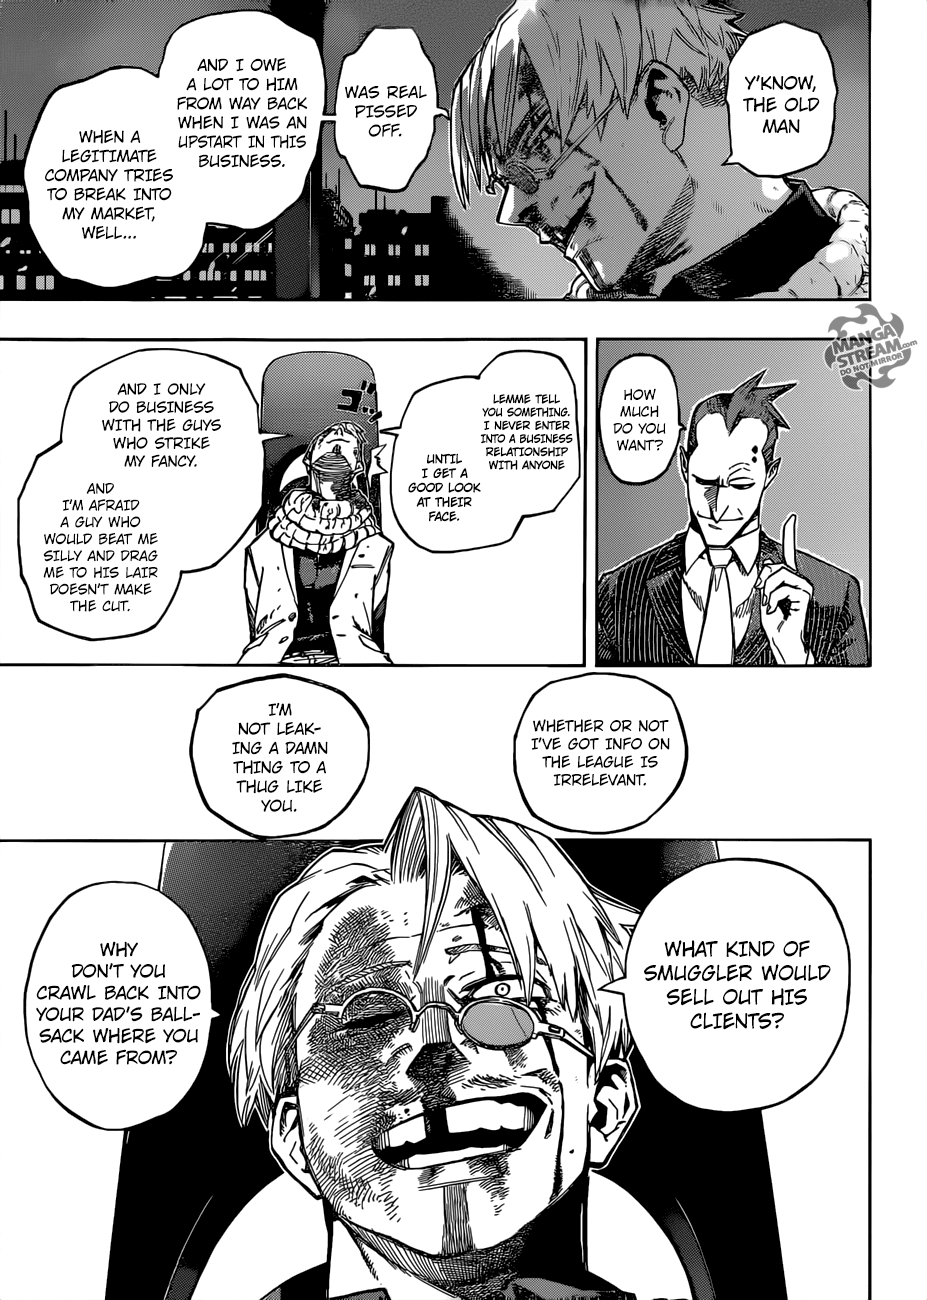 Y'KNOW,
THE OLD
MAN
WAS REAL
PISSED
OFF.
AND I OWE
A LOT TO HIM
FROM WAY BACK
WHEN I WAS AN
UPSTART IN THIS
BUSINESS.
WHEN A
LEGITIMATE
COMPANY TRIES
TO BREAK INTO
MY MARKET,
WELL...
MANGA
STREAM.com
DO NOT MIRROR
HOW
MUCH
DO YOU
WANT?
LEMME TELL
YOU SOMETHING.
I NEVER ENTER
INTO A BUSINESS
RELATIONSHIP
WITH ANYONE
UNTIL
I GET A
GOOD LOOK
AT THEIR
FACE.
ゴッ
AND I ONLY
DO BUSINESS
WITH THE GUYS
WHO STRIKE
MY FANCY.
AND
I'M AFRAID
A GUY WHO
WOULD BEAT ME
SILLY AND DRAG
ME TO HIS LAIR
DOESN'T MAKE
THE CUT.
WHETHER OR NOT
I'VE GOT INFO ON
THE LEAGUE IS
IRRELEVANT.
I'M
NOT LEAK-
ING A DAMN
THING TO A
THUG LIKE
YOU.
WHAT KIND OF
SMUGGLER WOULD
SELL OUT HIS
CLIENTS?
WHY
DON'T YOU
CRAWL BACK INTO
YOUR DAD'S BALL-
SACK WHERE YOU
CAME FROM?